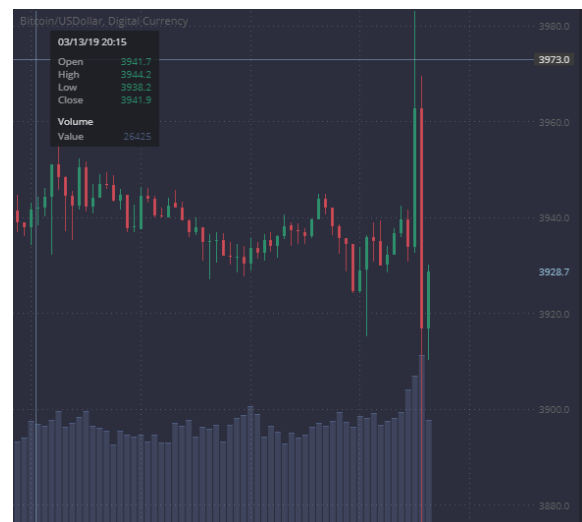 Bitcoin/USDollar, Digital Currency
03/13/19 20:15
Open 3941.7
High 3944.2
Low 3938.2
Close 3941.9
Volume
Value 26425
3980.0
3973.0
3960.0
3940.0
3928.7
3920.0
3900.0
3880.0